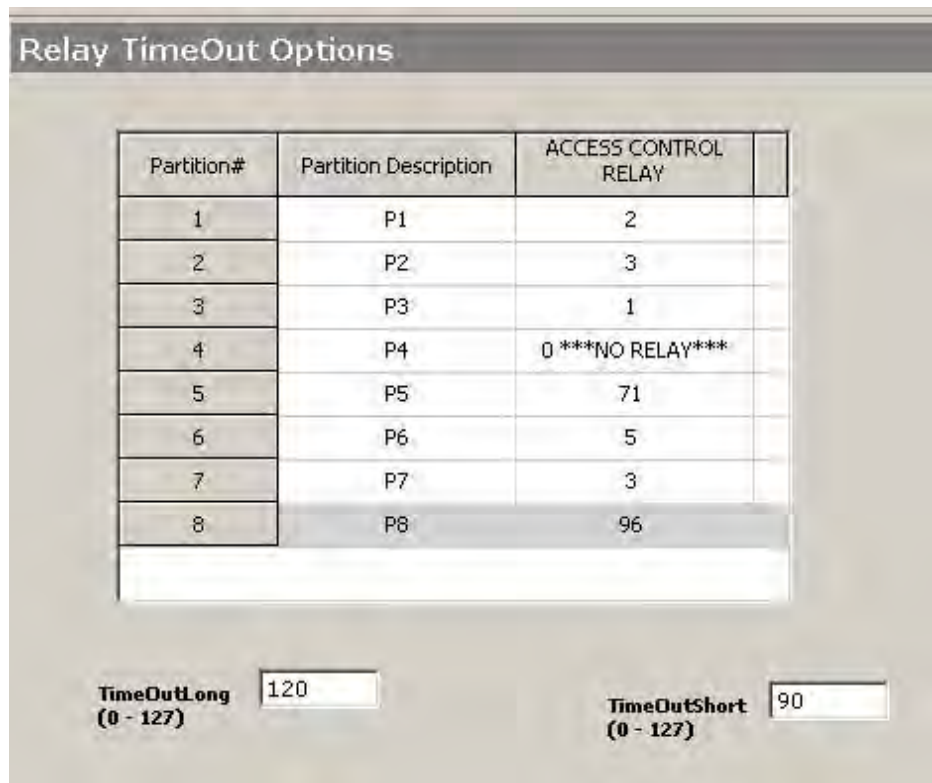 Relay TimeOut Options
Partition# Partition Description ACCESS CONTROL RELAY
1 P1 2
2 P2 3
3 P3 1
4 P4 0 ***NO RELAY***
5 P5 71
6 P6 5
7 P7 3
8 P8 96
TimeOutLong 120
(0 - 127)
TimeOutShort 90
(0 - 127)